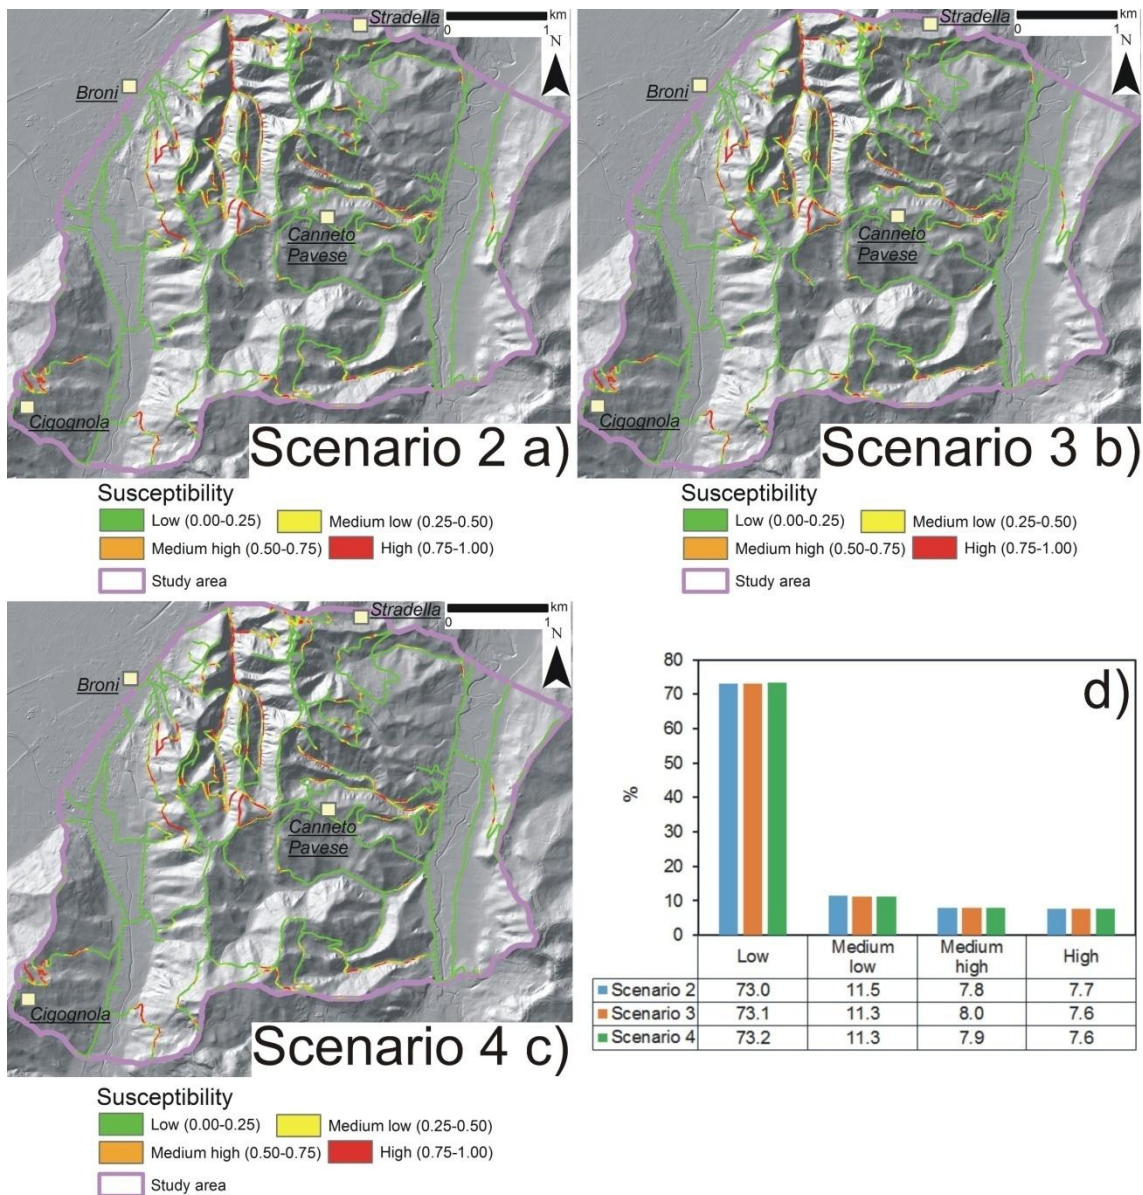 Stradella
km
0 1
N
Broni
Canneto
Pavese
Cigognola
Scenario 2 a)
Susceptibility
Low (0.00-0.25)
Medium low (0.25-0.50)
Medium high (0.50-0.75)
High (0.75-1.00)
Study area
Stradella
km
0 1
N
Broni
Canneto
Pavese
Cigognola
Scenario 3 b)
Susceptibility
Low (0.00-0.25)
Medium low (0.25-0.50)
Medium high (0.50-0.75)
High (0.75-1.00)
Study area
Stradella
km
0 1
N
Broni
Canneto
Pavese
Cigognola
Scenario 4 c)
Susceptibility
Low (0.00-0.25)
Medium low (0.25-0.50)
Medium high (0.50-0.75)
High (0.75-1.00)
Study area
d)
%
80
70
60
50
40
30
20
10
0
Low Medium low Medium high High
Scenario 2 73.0 11.5 7.8 7.7
Scenario 3 73.1 11.3 8.0 7.6
Scenario 4 73.2 11.3 7.9 7.6